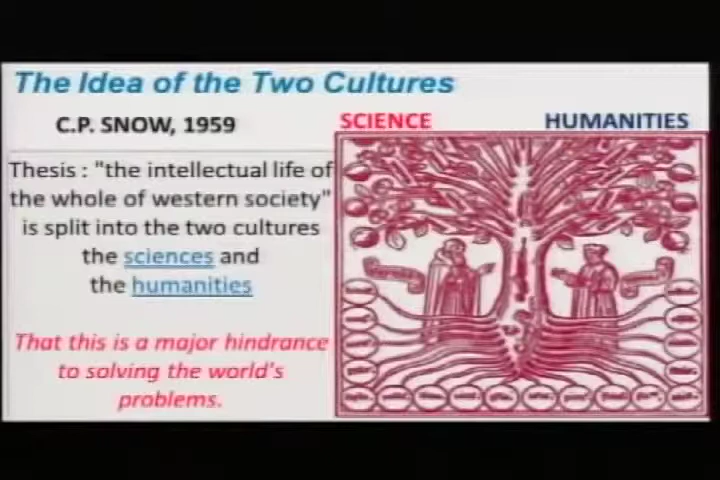 The Idea of the Two Cultures
C.P. SNOW, 1959
SCIENCE
HUMANITIES
Thesis : "the intellectual life of
the whole of western society"
is split into the two cultures
the sciences and
the humanities
That this is a major hindrance
to solving the world's
problems.